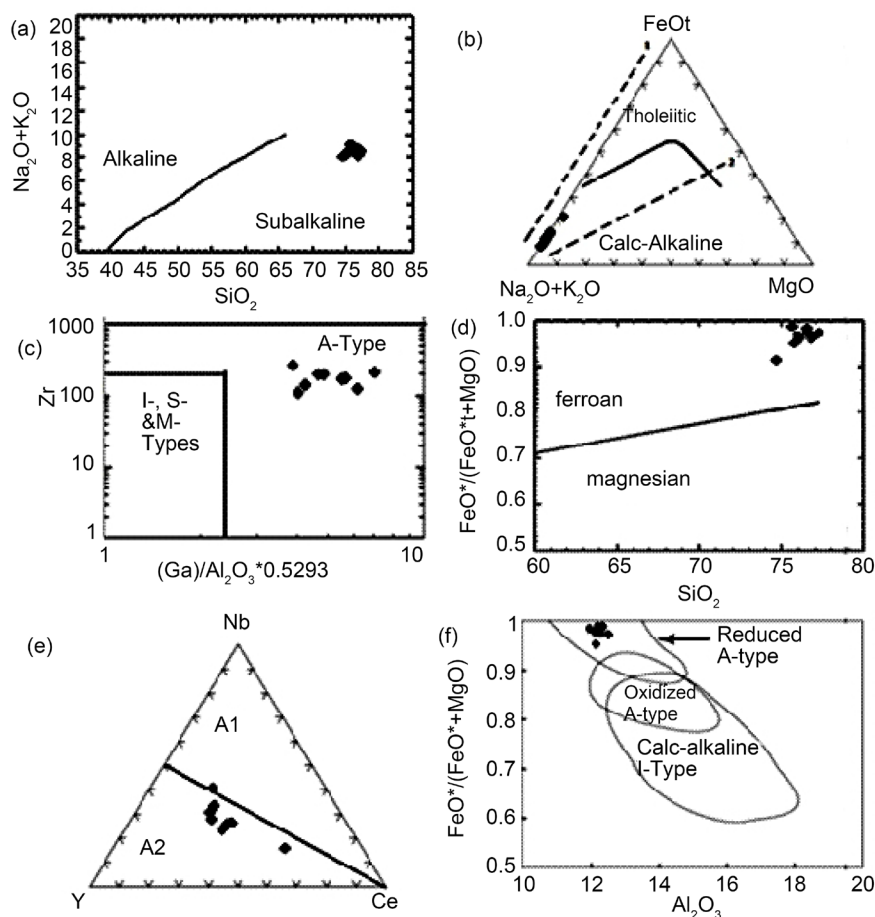 (a)
20
18
16
14
12
10
8
6
4
2
0
Na₂O+K₂O
Alkaline
Subalkaline
35 40 45 50 55 60 65 70 75 80 85
SiO₂
(b)
FeOt
Tholeiitic
Calc-Alkaline
Na₂O+K₂O
MgO
(c)
1000
100
10
1
Zr
A-Type
I-, S-
&M-
Types
1 10
(Ga)/Al₂O₃*0.5293
(d)
1.0
0.9
0.8
0.7
0.6
0.5
FeO*/(FeO*t+MgO)
ferroan
magnesian
60 65 70 75 80
SiO₂
(e)
Nb
A1
A2
Y
Ce
(f)
1
0.9
0.8
0.7
0.6
0.5
FeO*/(FeO*+MgO)
Reduced
A-type
Oxidized
A-type
Calc-alkaline
I-Type
10 12 14 16 18 20
Al₂O₃